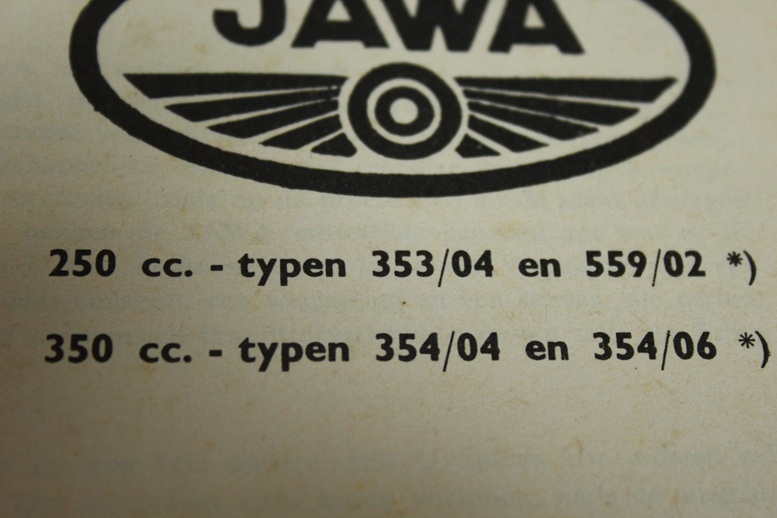 JAWA
250 cc. - typen 353/04 en 559/02 *)
350 cc. - typen 354/04 en 354/06 *)